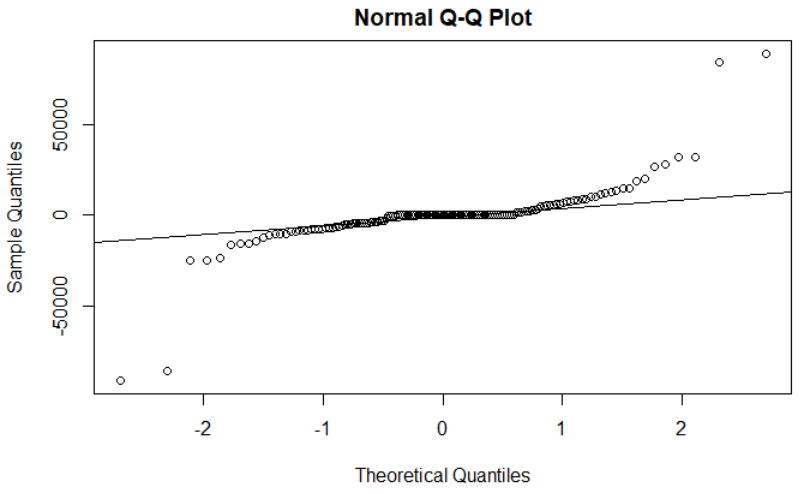 Normal Q-Q Plot
Sample Quantiles
50000
0
-50000
-2 -1 0 1 2
Theoretical Quantiles